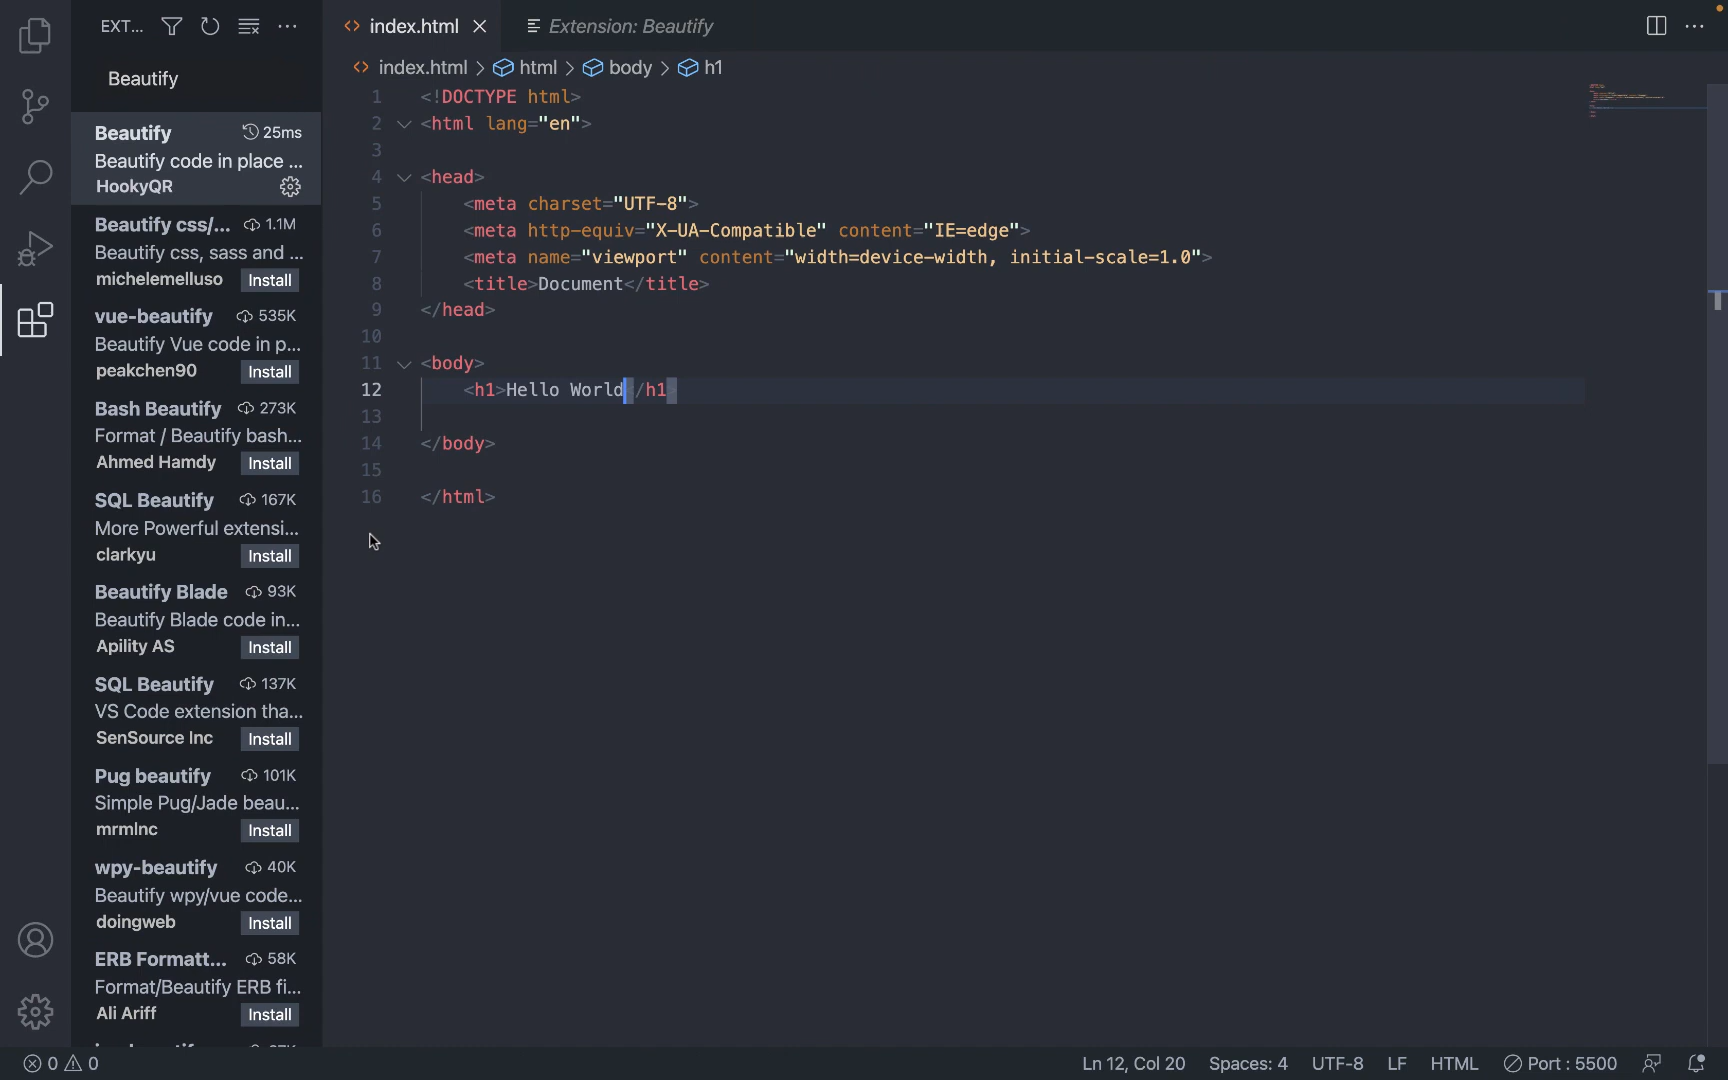 EXT...
Beautify
Beautify 25ms
Beautify code in place ...
HookyQR
Beautify css/... 1.1M
Beautify css, sass and ...
michelemelluso Install
vue-beautify 535K
Beautify Vue code in p...
peakchen90 Install
Bash Beautify 273K
Format / Beautify bash...
Ahmed Hamdy Install
SQL Beautify 167K
More Powerful extensi...
clarkyu Install
Beautify Blade 93K
Beautify Blade code in...
Apility AS Install
SQL Beautify 137K
VS Code extension tha...
SenSource Inc Install
Pug beautify 101K
Simple Pug/Jade beau...
mrmlnc Install
wpy-beautify 40K
Beautify wpy/vue code...
doingweb Install
ERB Formatt... 58K
Format/Beautify ERB fi...
Ali Ariff Install
index.html Extension: Beautify
index.html > html > body > h1
1 <!DOCTYPE html>
2 <html lang="en">
3
4 <head>
5 <meta charset="UTF-8">
6 <meta http-equiv="X-UA-Compatible" content="IE=edge">
7 <meta name="viewport" content="width=device-width, initial-scale=1.0">
8 <title>Document</title>
9 </head>
10
11 <body>
12 <h1>Hello World</h1>
13
14 </body>
15
16 </html>
0 0 Ln 12, Col 20 Spaces: 4 UTF-8 LF HTML Port : 5500